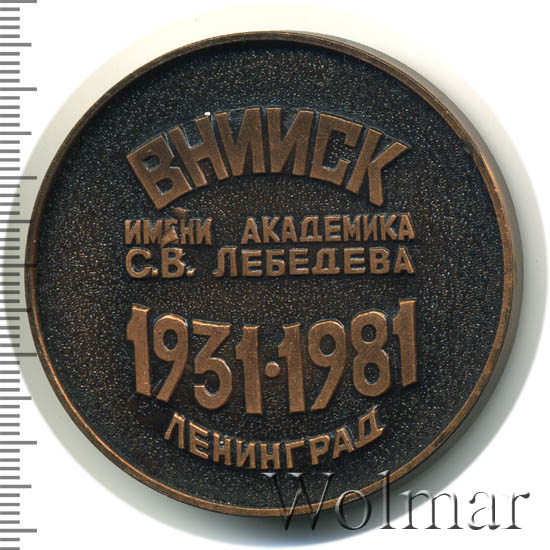 ВНИИСК
ИМЕНИ АКАДЕМИКА
С.В. ЛЕБЕДЕВА
1931·1981
ЛЕНИНГРАД
Wolmar